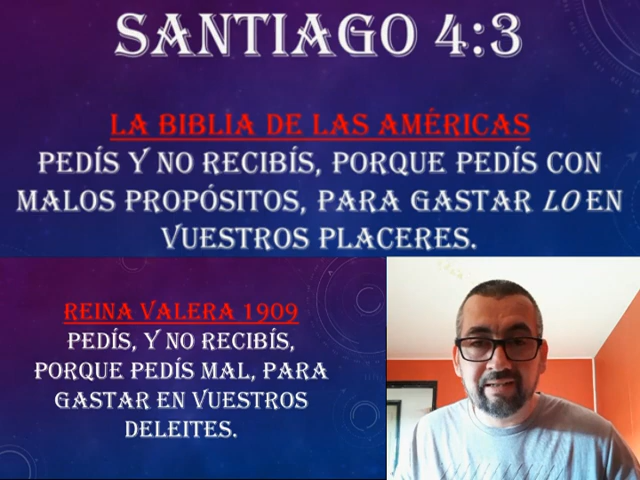 SANTIAGO 4:3
LA BIBLIA DE LAS AMÉRICAS
PEDÍS Y NO RECIBÍS, PORQUE PEDÍS CON
MALOS PROPÓSITOS, PARA GASTAR LO EN
VUESTROS PLACERES.
REINA VALERA 1909
PEDÍS, Y NO RECIBÍS,
PORQUE PEDÍS MAL, PARA
GASTAR EN VUESTROS
DELEITES.